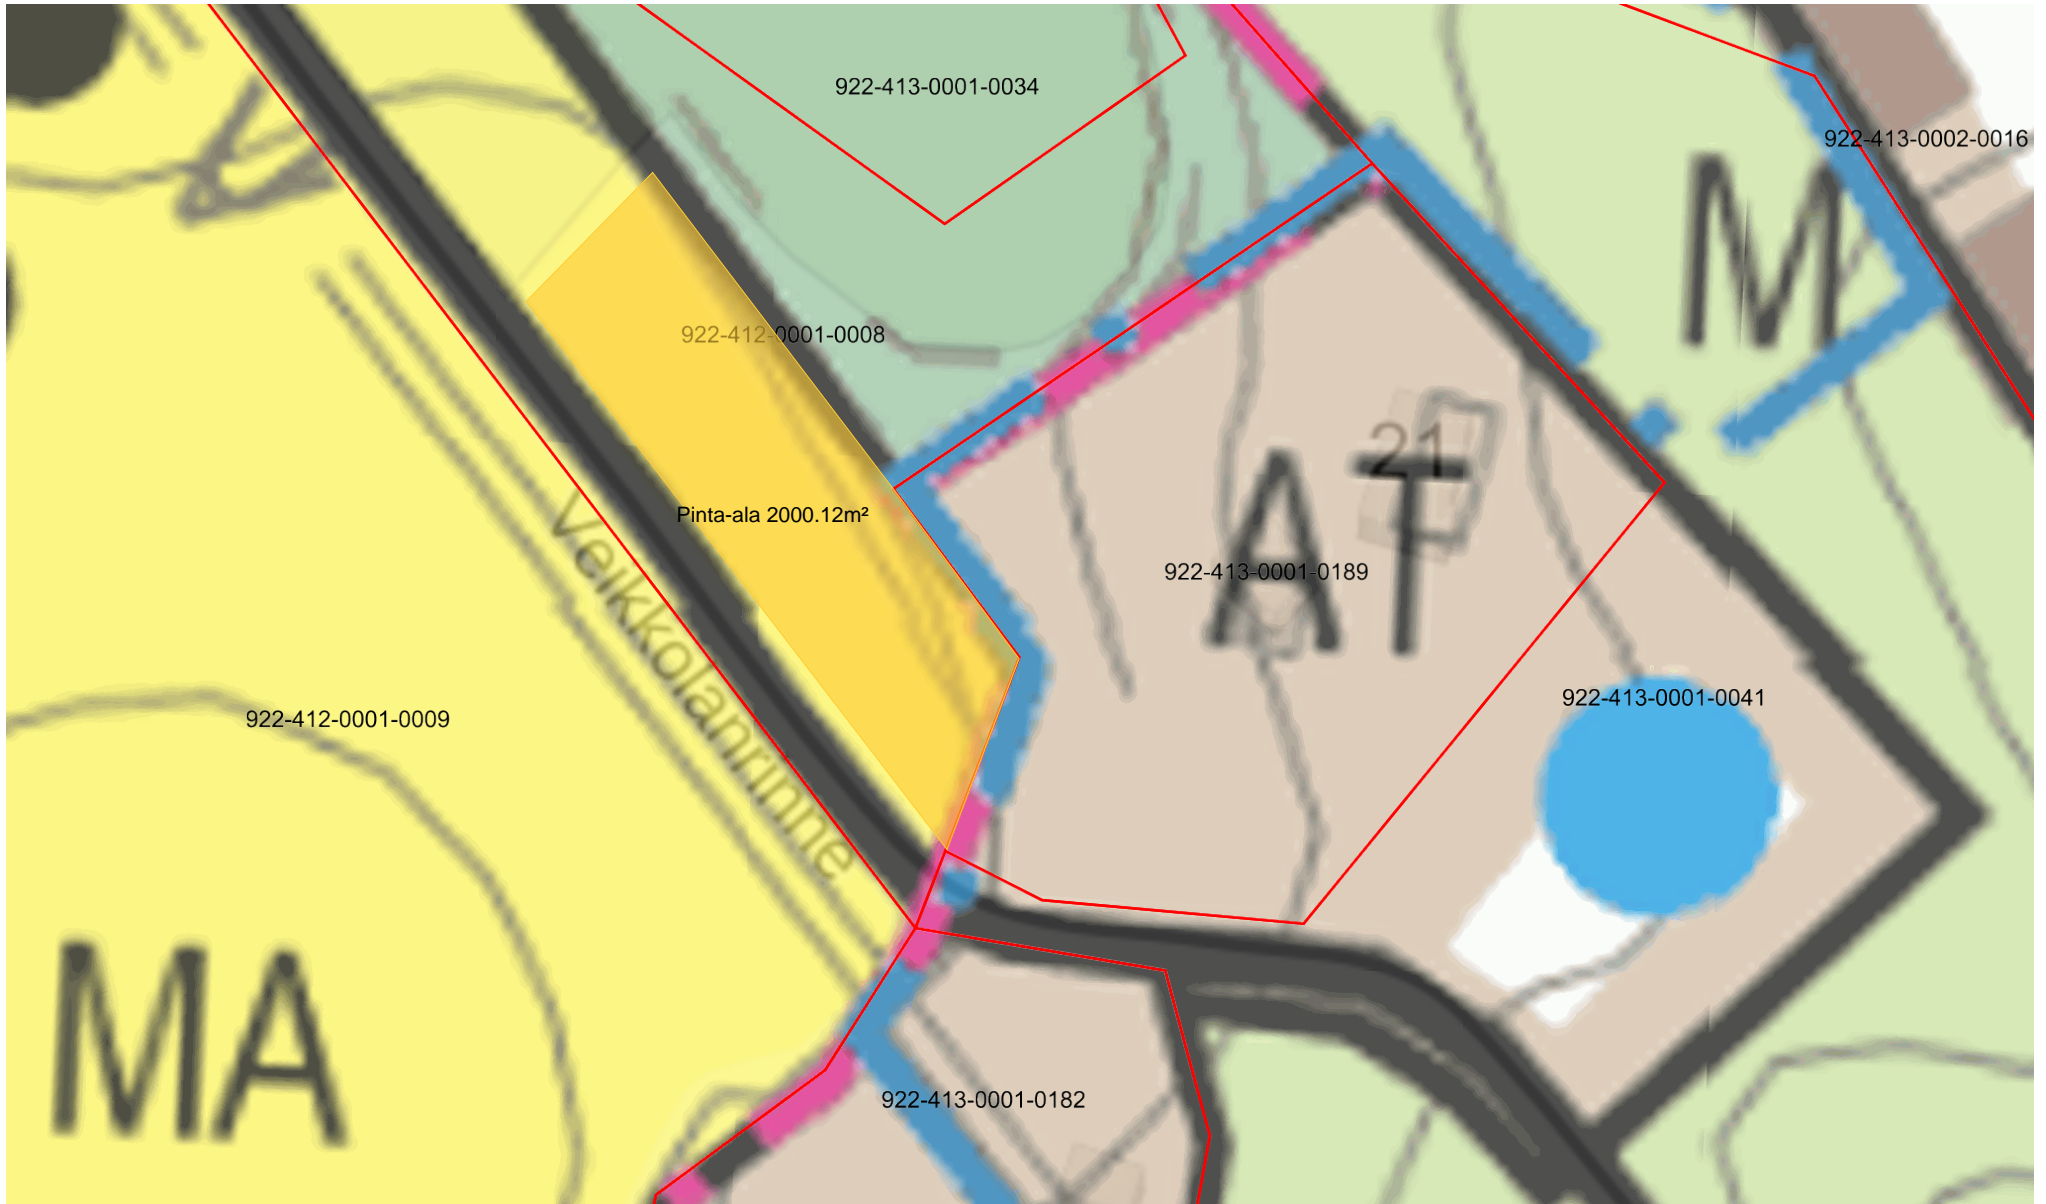 922-413-0001-0034
922-413-0002-0016
M
922-412-0001-0008
21
AT
Pinta-ala 2000.12m²
922-413-0001-0189
Veikkolanrinne
922-413-0001-0041
922-412-0001-0009
MA
922-413-0001-0182